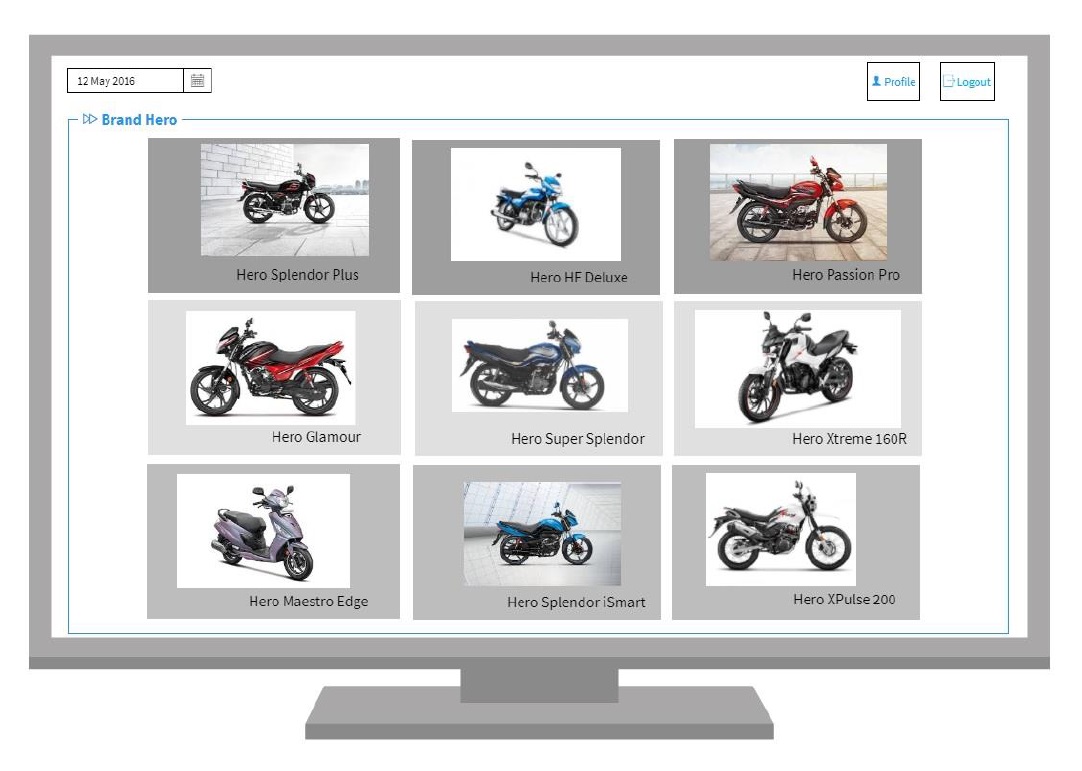 12 May 2016
Profile
Logout
Brand Hero
Hero Splendor Plus
Hero HF Deluxe
Hero Passion Pro
Hero Glamour
Hero Super Splendor
Hero Xtreme 160R
Hero Maestro Edge
Hero Splendor iSmart
Hero XPulse 200